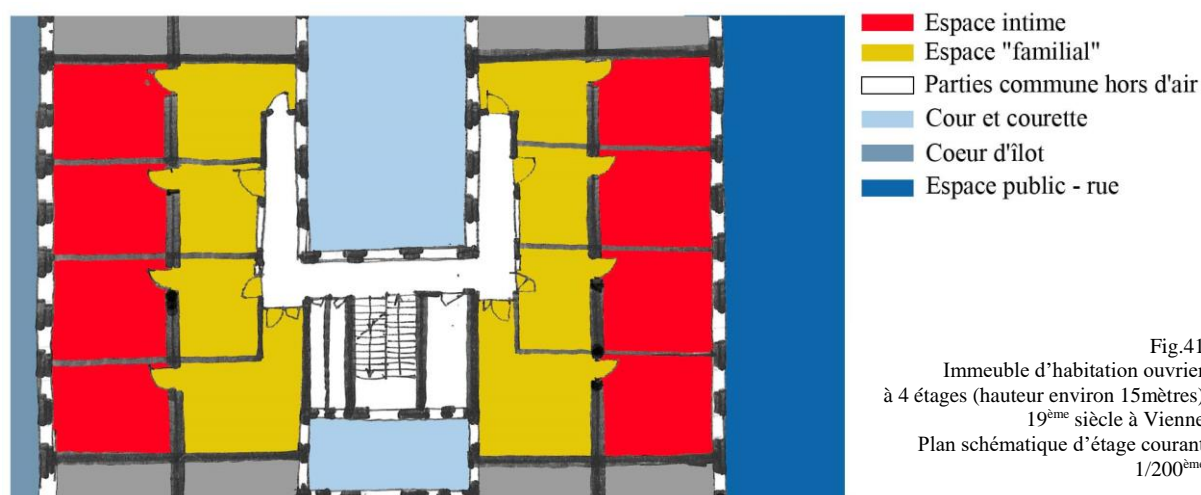 Espace intime
Espace "familial"
Parties commune hors d'air
Cour et courette
Coeur d'îlot
Espace public - rue
Fig.41
Immeuble d'habitation ouvrier
à 4 étages (hauteur environ 15mètres)
19ème siècle à Vienne
Plan schématique d'étage courant
1/200ème